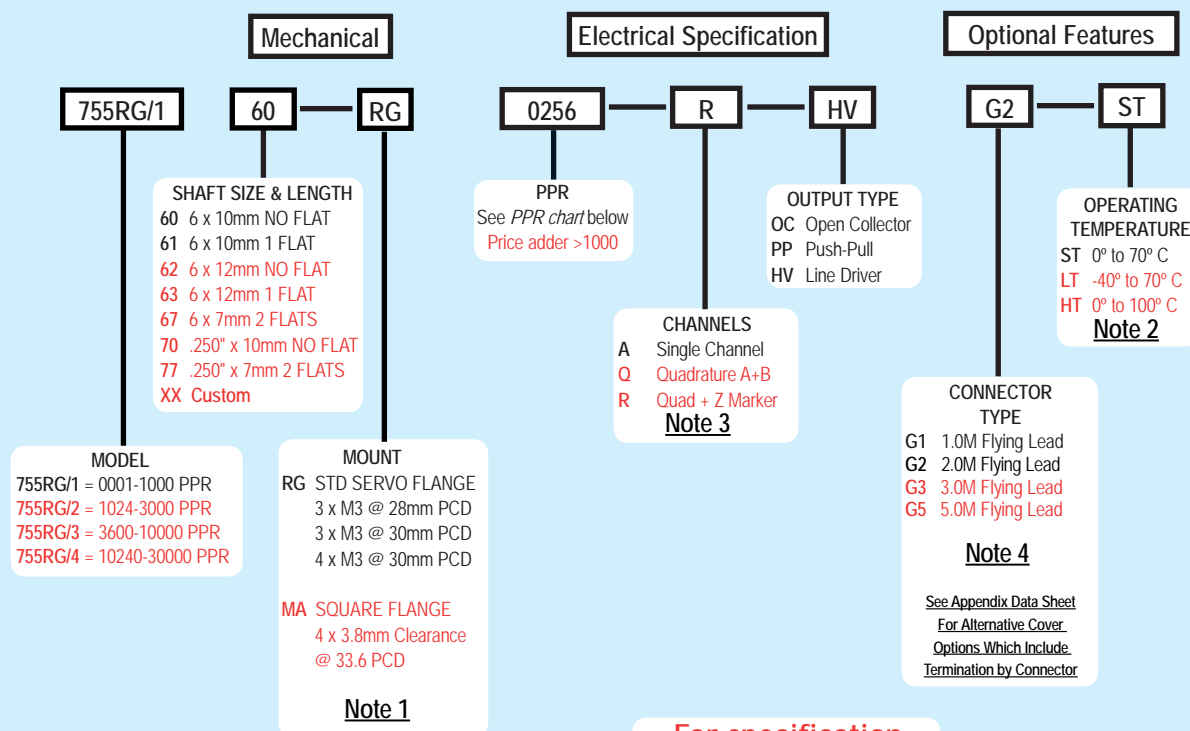 Mechanical
Electrical Specification
Optional Features
755RG/1
60
RG
0256
R
HV
G2
ST
SHAFT SIZE & LENGTH
60 6 x 10mm NO FLAT
61 6 x 10mm 1 FLAT
62 6 x 12mm NO FLAT
63 6 x 12mm 1 FLAT
67 6 x 7mm 2 FLATS
70 .250" x 10mm NO FLAT
77 .250" x 7mm 2 FLATS
XX Custom
PPR
See PPR chart below
Price adder >1000
OUTPUT TYPE
OC Open Collector
PP Push-Pull
HV Line Driver
OPERATING
TEMPERATURE
ST 0º to 70º C
LT -40º to 70º C
HT 0º to 100º C
Note 2
CHANNELS
A Single Channel
Q Quadrature A+B
R Quad + Z Marker
Note 3
CONNECTOR
TYPE
G1 1.0M Flying Lead
G2 2.0M Flying Lead
G3 3.0M Flying Lead
G5 5.0M Flying Lead
Note 4
See Appendix Data Sheet
For Alternative Cover
Options Which Include
Termination by Connector
MODEL
755RG/1 = 0001-1000 PPR
755RG/2 = 1024-3000 PPR
755RG/3 = 3600-10000 PPR
755RG/4 = 10240-30000 PPR
MOUNT
RG STD SERVO FLANGE
3 x M3 @ 28mm PCD
3 x M3 @ 30mm PCD
4 x M3 @ 30mm PCD
MA SQUARE FLANGE
4 x 3.8mm Clearance
@ 33.6 PCD
Note 1
For specification